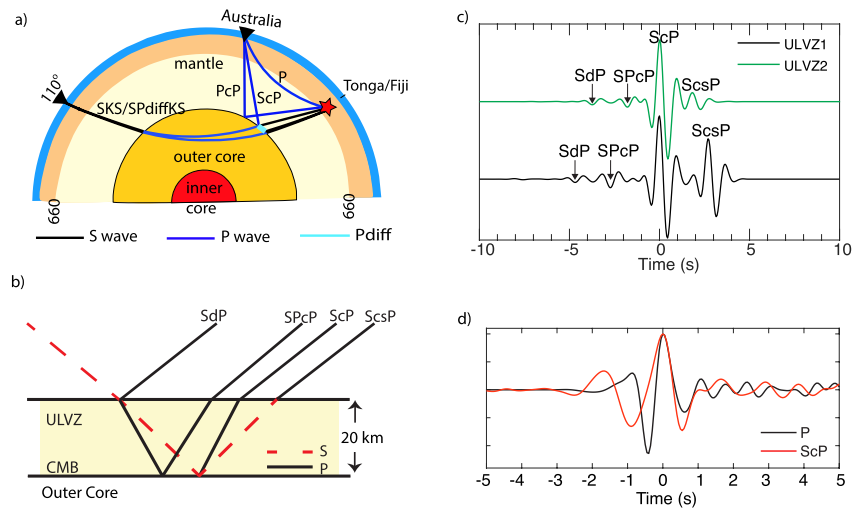 a)
Australia
mantle
P
Tonga/Fiji
110°
PcP
ScP
SKS/SPdiffKS
outer core
inner
core
660
660
S wave
P wave
Pdiff
b)
SdP
SPcP
ScP
ScsP
ULVZ
20 km
S
CMB
P
Outer Core
c)
ScP
ULVZ1
ULVZ2
SdP
SPcP
ScsP
ScsP
SdP
SPcP
-10
-5
0
5
10
Time (s)
d)
P
ScP
-5
-4
-3
-2
-1
0
1
2
3
4
5
Time (s)